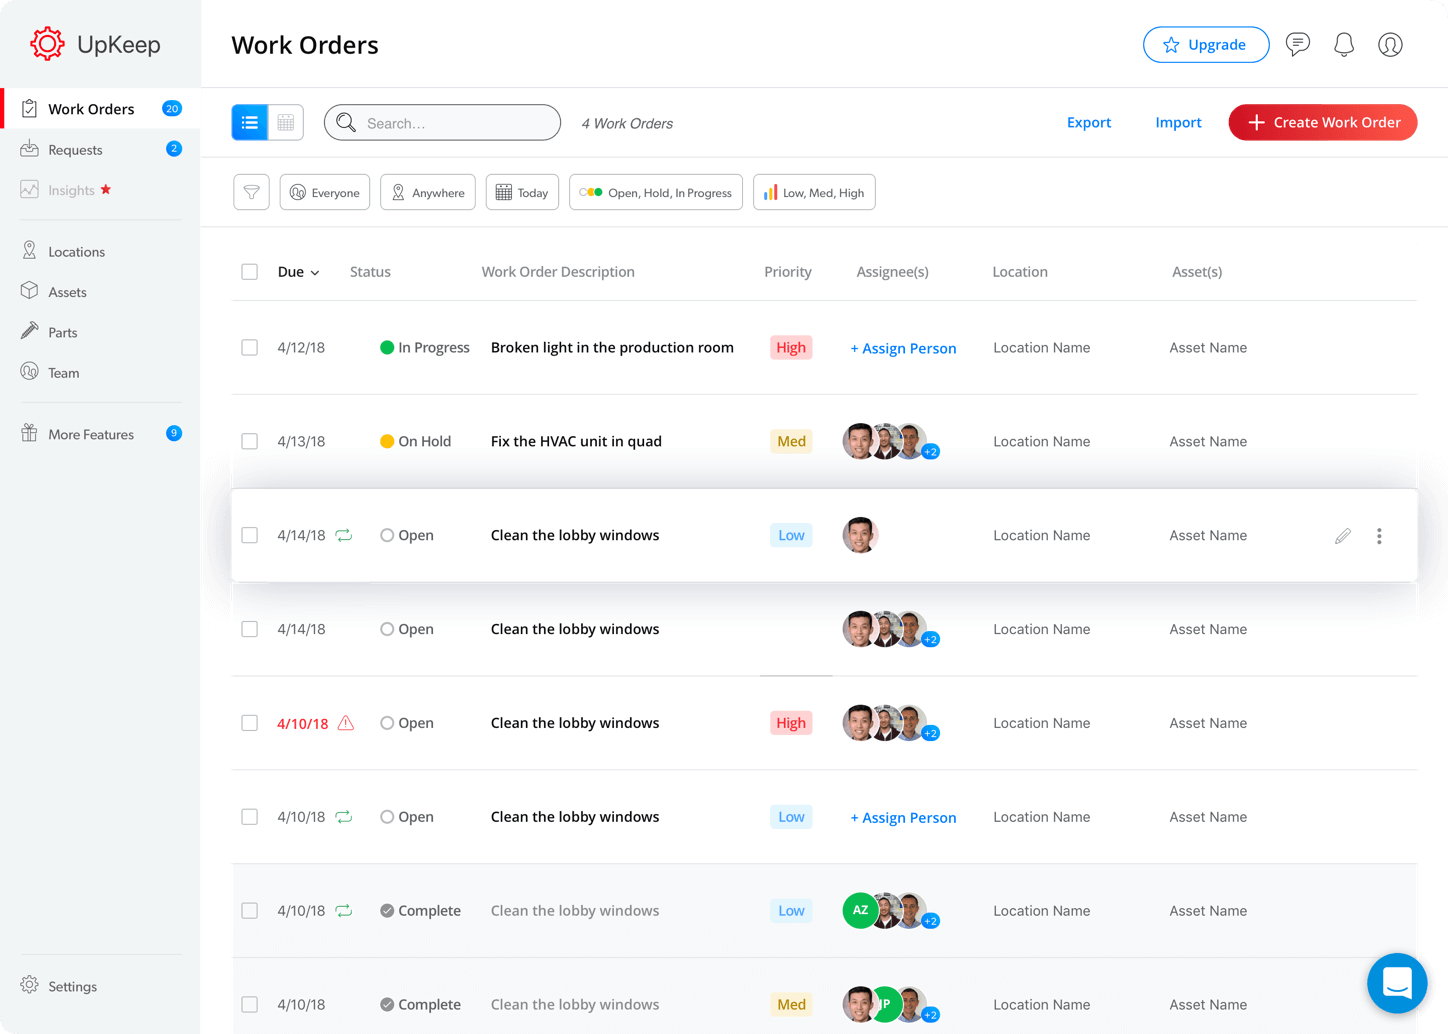 UpKeep
Work Orders 20
Requests 2
Insights
Locations
Assets
Parts
Team
More Features 9
Settings
Work Orders
Upgrade
Search...
4 Work Orders
Export
Import
Create Work Order
Everyone
Anywhere
Today
Open, Hold, In Progress
Low, Med, High
Due Status Work Order Description Priority Assignee(s) Location Asset(s)
4/12/18 In Progress Broken light in the production room High + Assign Person Location Name Asset Name
4/13/18 On Hold Fix the HVAC unit in quad Med +2 Location Name Asset Name
4/14/18 Open Clean the lobby windows Low Location Name Asset Name
4/14/18 Open Clean the lobby windows +2 Location Name Asset Name
4/10/18 Open Clean the lobby windows High +2 Location Name Asset Name
4/10/18 Open Clean the lobby windows Low + Assign Person Location Name Asset Name
4/10/18 Complete Clean the lobby windows Low AZ +2 Location Name Asset Name
4/10/18 Complete Clean the lobby windows Med +2 Location Name Asset Name